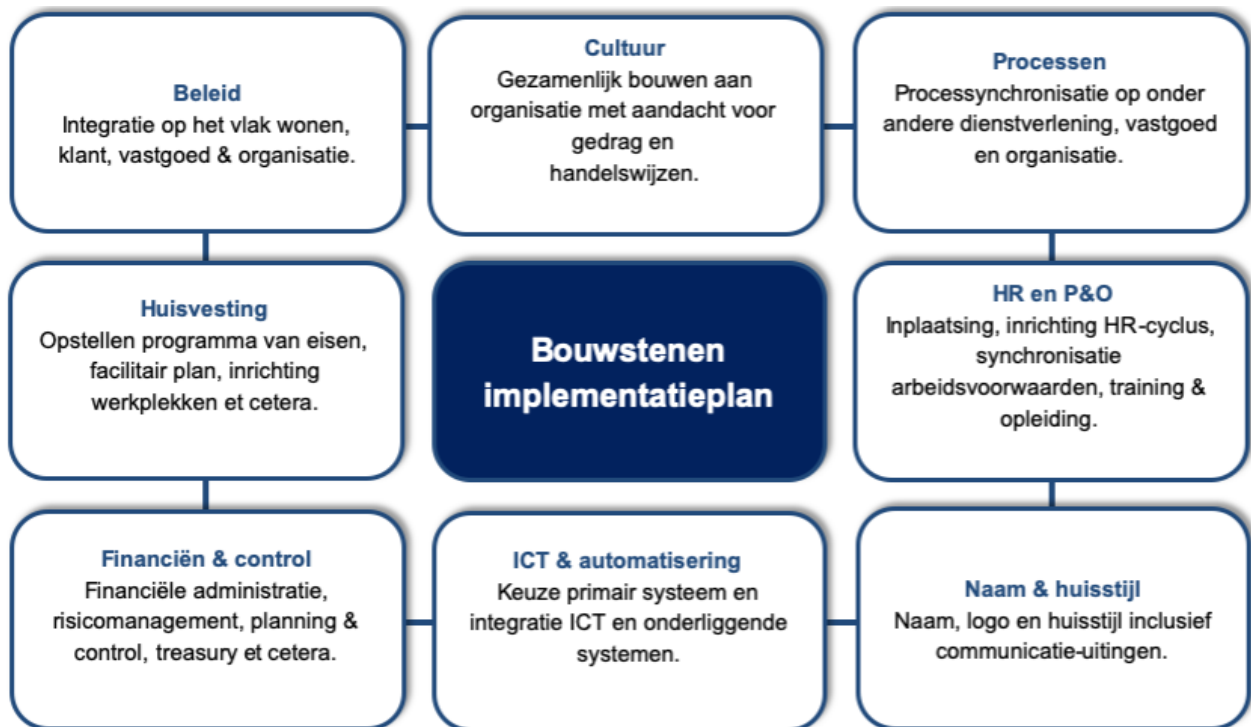 Beleid
Integratie op het vlak wonen,
klant, vastgoed & organisatie.
Cultuur
Gezamenlijk bouwen aan
organisatie met aandacht voor
gedrag en
handelswijzen.
Processen
Processynchronisatie op onder
andere dienstverlening, vastgoed
en organisatie.
Huisvesting
Opstellen programma van eisen,
facilitair plan, inrichting
werkplekken et cetera.
Bouwstenen
implementatieplan
HR en P&O
Inplaatsing, inrichting HR-cyclus,
synchronisatie
arbeidsvoorwaarden, training &
opleiding.
Financiën & control
Financiële administratie,
risicomanagement, planning &
control, treasury et cetera.
ICT & automatisering
Keuze primair systeem en
integratie ICT en onderliggende
systemen.
Naam & huisstijl
Naam, logo en huisstijl inclusief
communicatie-uitingen.